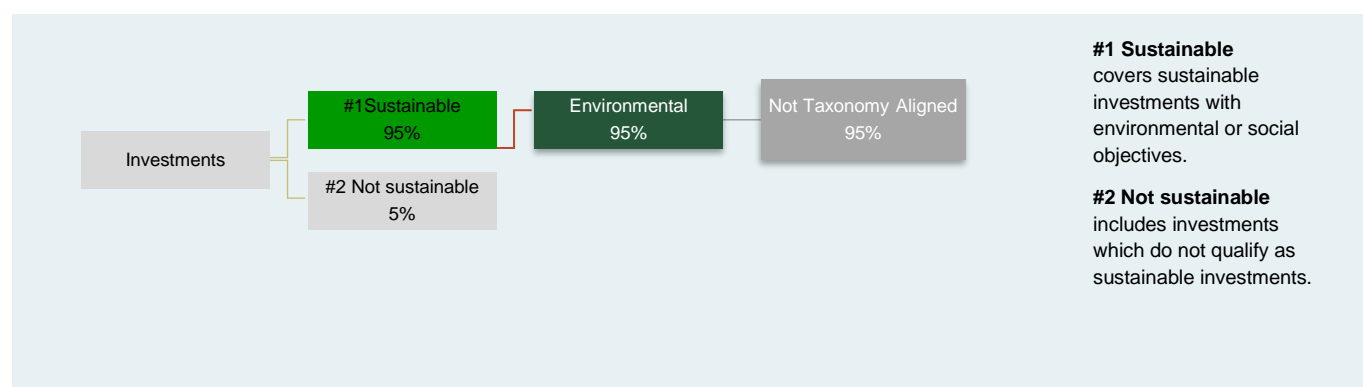 Investments
#1Sustainable
95%
#2 Not sustainable
5%
Environmental
95%
Not Taxonomy Aligned
95%
#1 Sustainable
covers sustainable
investments with
environmental or social
objectives.
#2 Not sustainable
includes investments
which do not qualify as
sustainable investments.